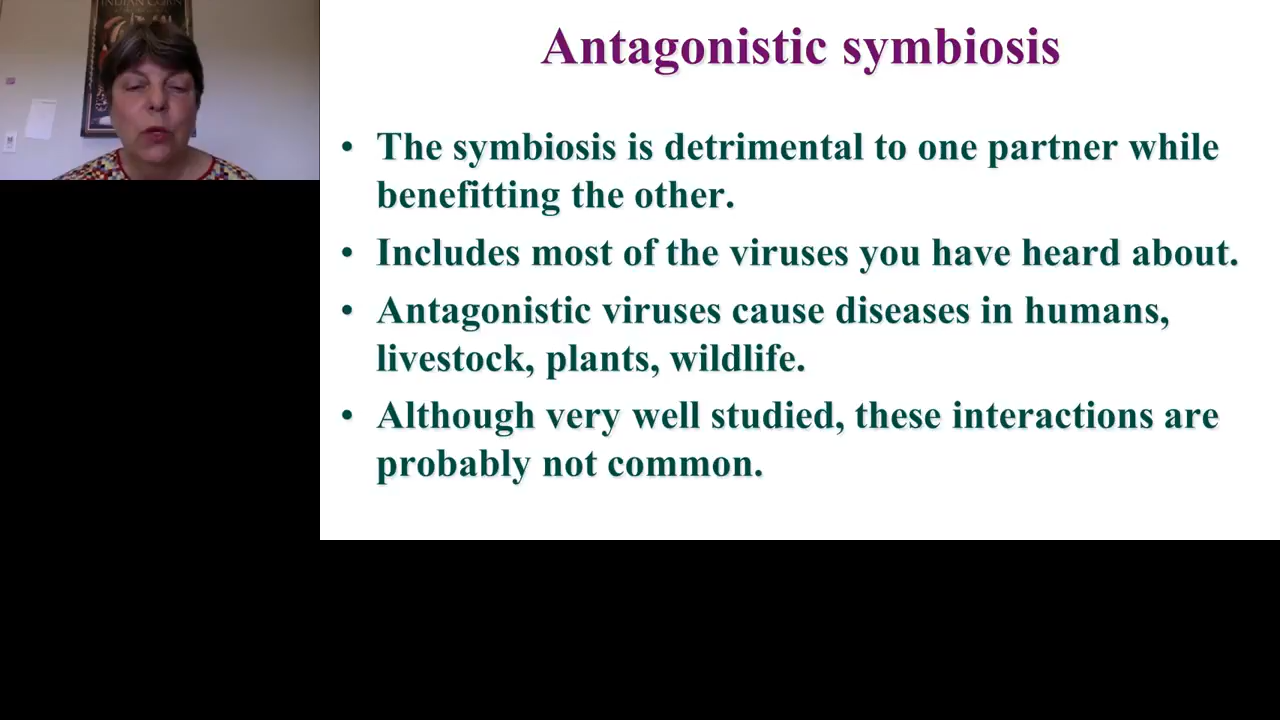 INDIAN CORN
Antagonistic symbiosis
• The symbiosis is detrimental to one partner while
benefitting the other.
• Includes most of the viruses you have heard about.
• Antagonistic viruses cause diseases in humans,
livestock, plants, wildlife.
• Although very well studied, these interactions are
probably not common.